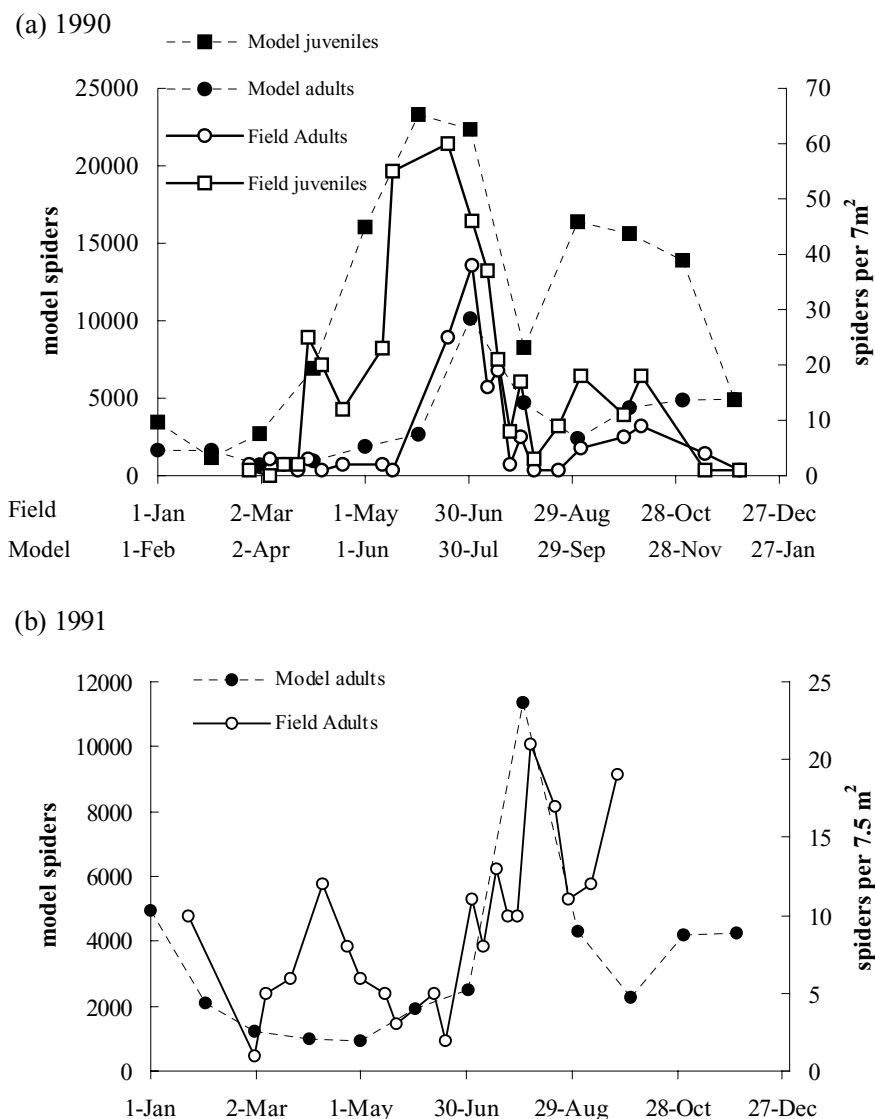 (a) 1990
Model juveniles
Model adults
Field Adults
Field juveniles
25000
20000
15000
10000
5000
0
model spiders
70
60
50
40
30
20
10
0
spiders per 7m²
Field
1-Jan 2-Mar 1-May 30-Jun 29-Aug 28-Oct 27-Dec
Model
1-Feb 2-Apr 1-Jun 30-Jul 29-Sep 28-Nov 27-Jan
(b) 1991
Model adults
Field Adults
12000
10000
8000
6000
4000
2000
0
model spiders
25
20
15
10
5
0
spiders per 7.5 m²
1-Jan 2-Mar 1-May 30-Jun 29-Aug 28-Oct 27-Dec